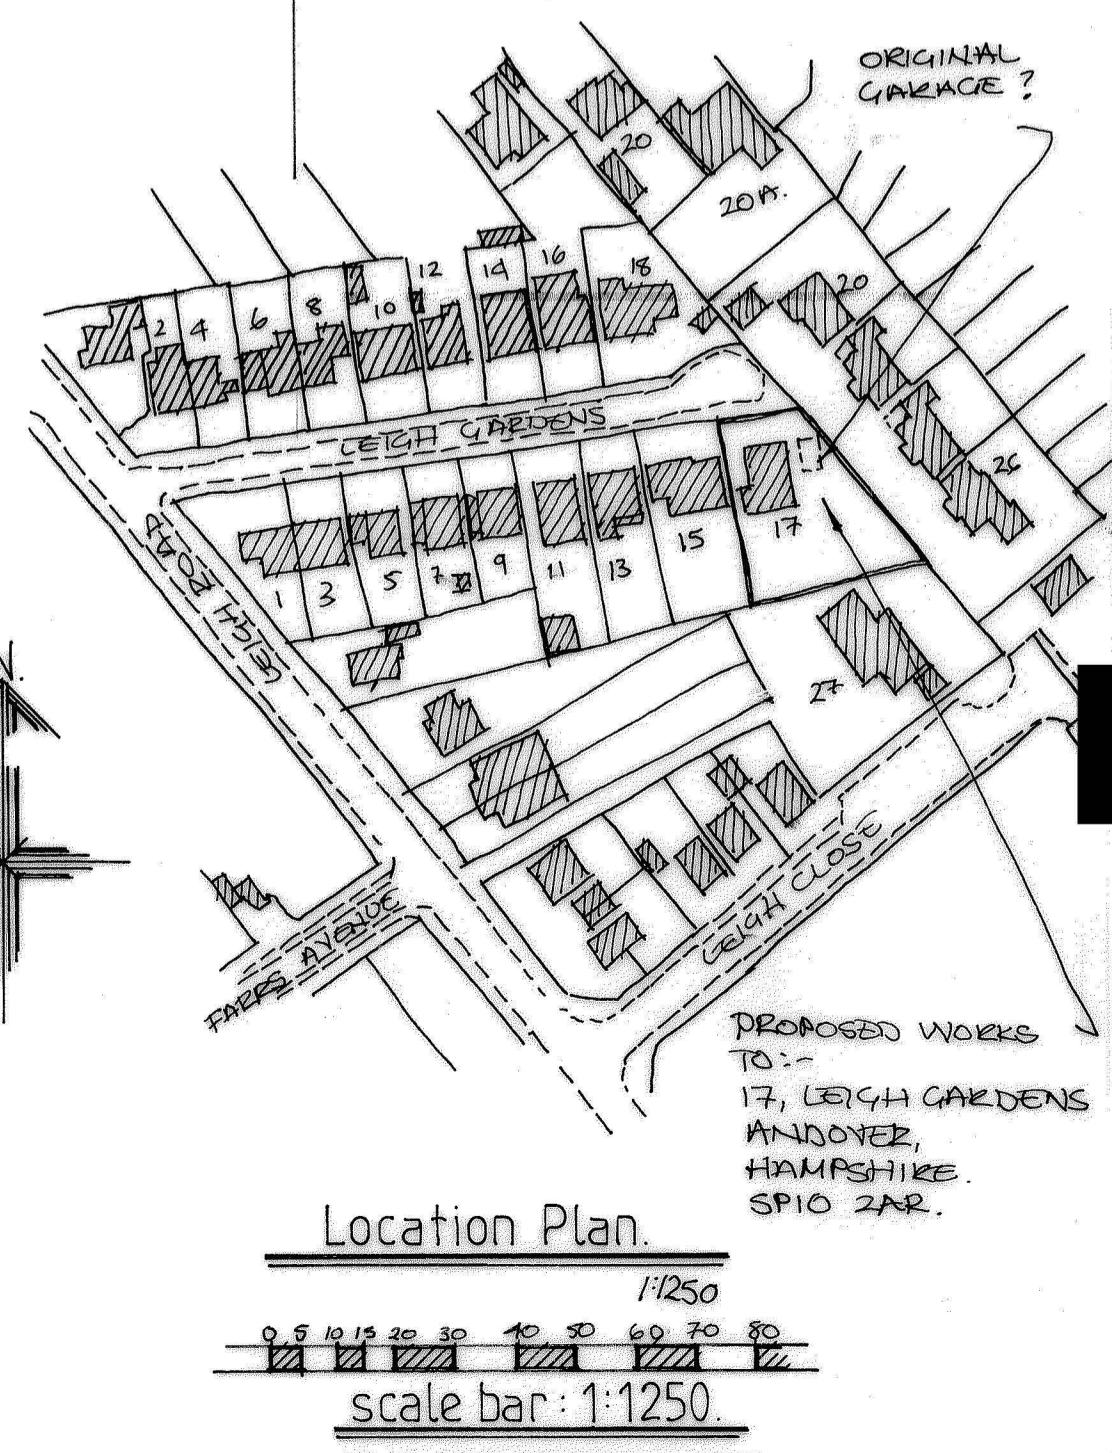 ORIGINAL
GARAGE?
20
20A.
12
14
16
18
2
4
6
8
10
20
LEIGH GARDENS
26
1
3
5
7
9
11
13
15
17
LEIGH ROAD
N.
27
LEIGH CLOSE
FARRS AVENUE
PROPOSED WORKS
TO:-
17, LEIGH GARDENS
ANDOVER,
HAMPSHIRE.
SP10 2AR.
Location Plan.
1:1250
0 5 10 15 20 30 40 50 60 70 80
scale bar: 1:1250.